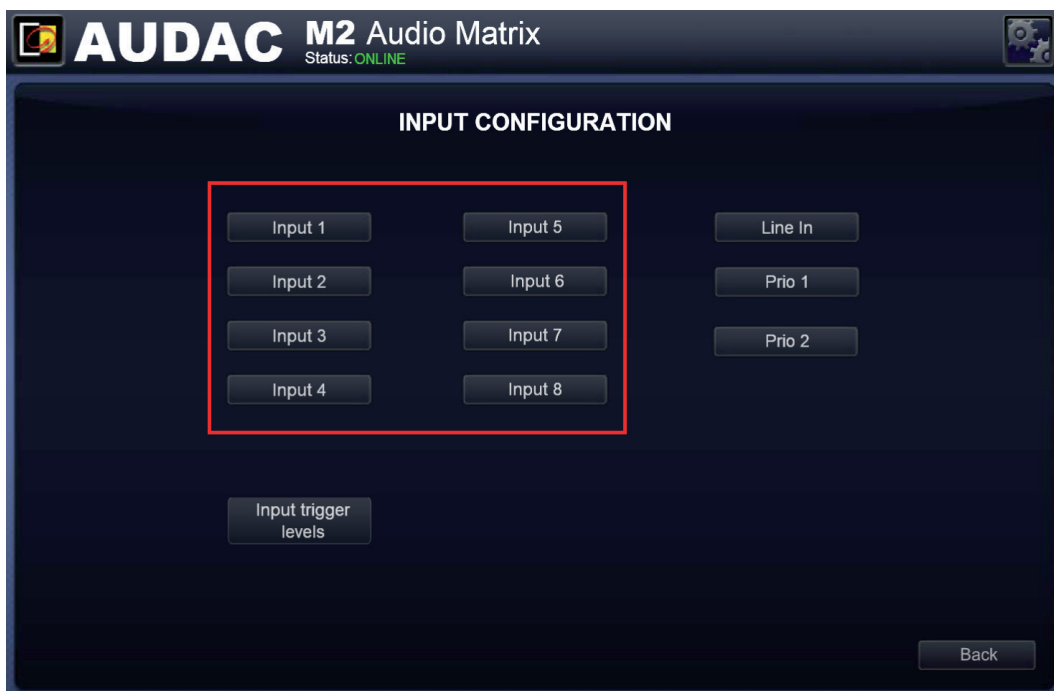 AUDAC M2 Audio Matrix
Status: ONLINE
INPUT CONFIGURATION
Input 1 Input 5 Line In
Input 2 Input 6 Prio 1
Input 3 Input 7 Prio 2
Input 4 Input 8
Input trigger
levels
Back